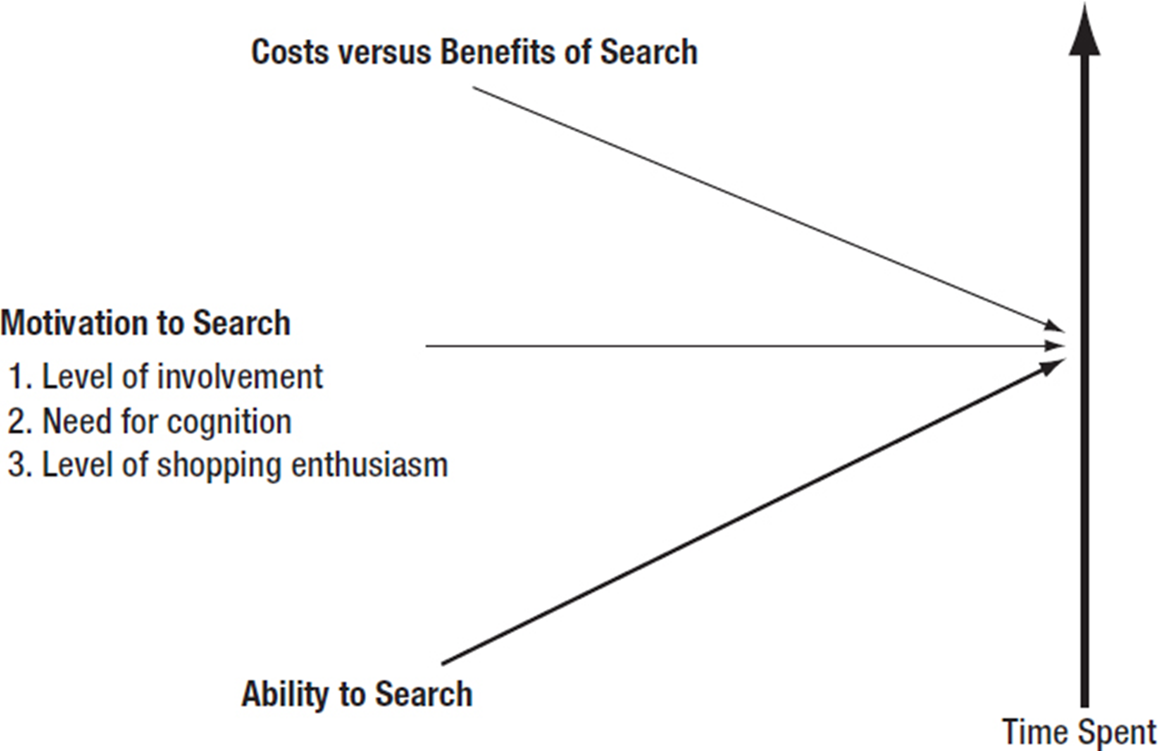 Costs versus Benefits of Search
Motivation to Search
1. Level of involvement
2. Need for cognition
3. Level of shopping enthusiasm
Ability to Search
Time Spent